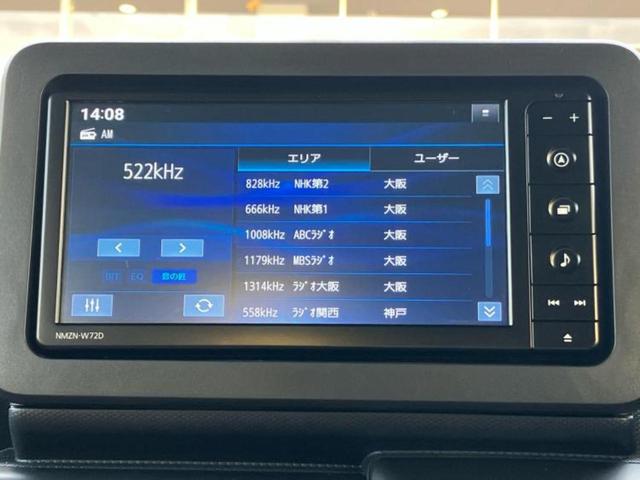 14:08
AM
522kHz
エリア ユーザー
828kHz NHK第2 大阪
666kHz NHK第1 大阪
1008kHz ABCﾗｼﾞｵ 大阪
1179kHz MBSﾗｼﾞｵ 大阪
1314kHz ﾗｼﾞｵ大阪 大阪
558kHz ﾗｼﾞｵ関西 神戸
BIT EQ 音の匠
NMZN-W72D